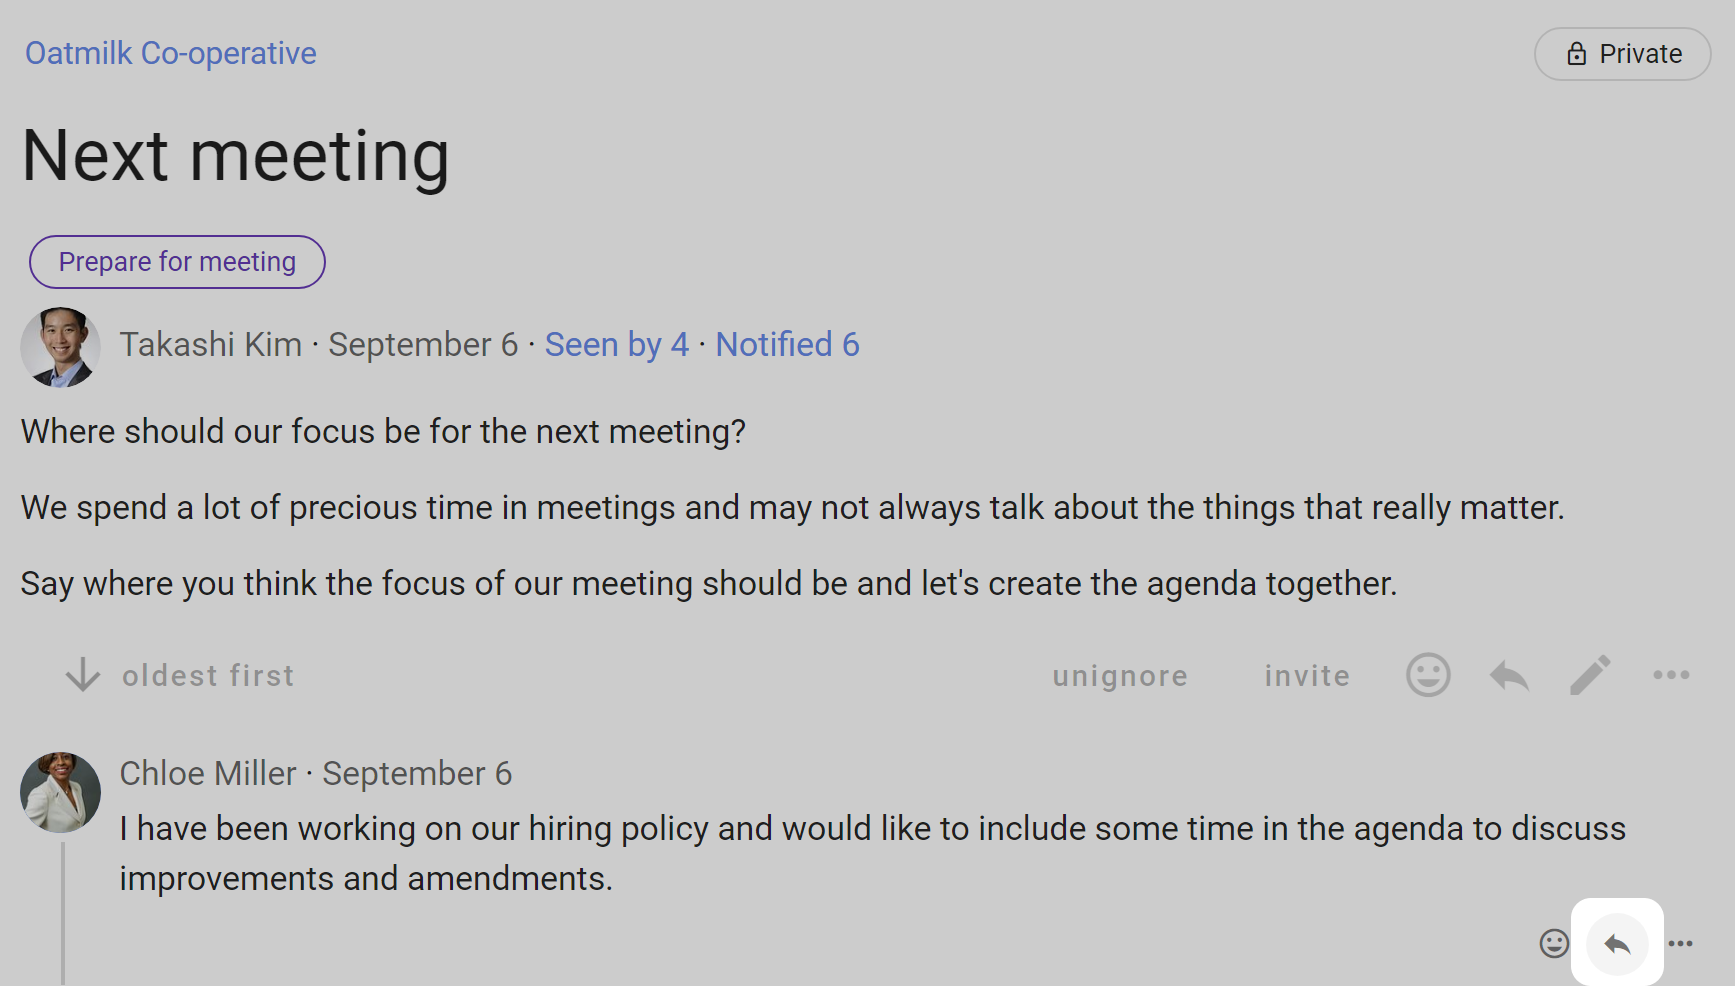 Oatmilk Co-operative
Private
Next meeting
Prepare for meeting
Takashi Kim · September 6 · Seen by 4 · Notified 6
Where should our focus be for the next meeting?
We spend a lot of precious time in meetings and may not always talk about the things that really matter.
Say where you think the focus of our meeting should be and let's create the agenda together.
oldest first
unignore
invite
Chloe Miller · September 6
I have been working on our hiring policy and would like to include some time in the agenda to discuss
improvements and amendments.